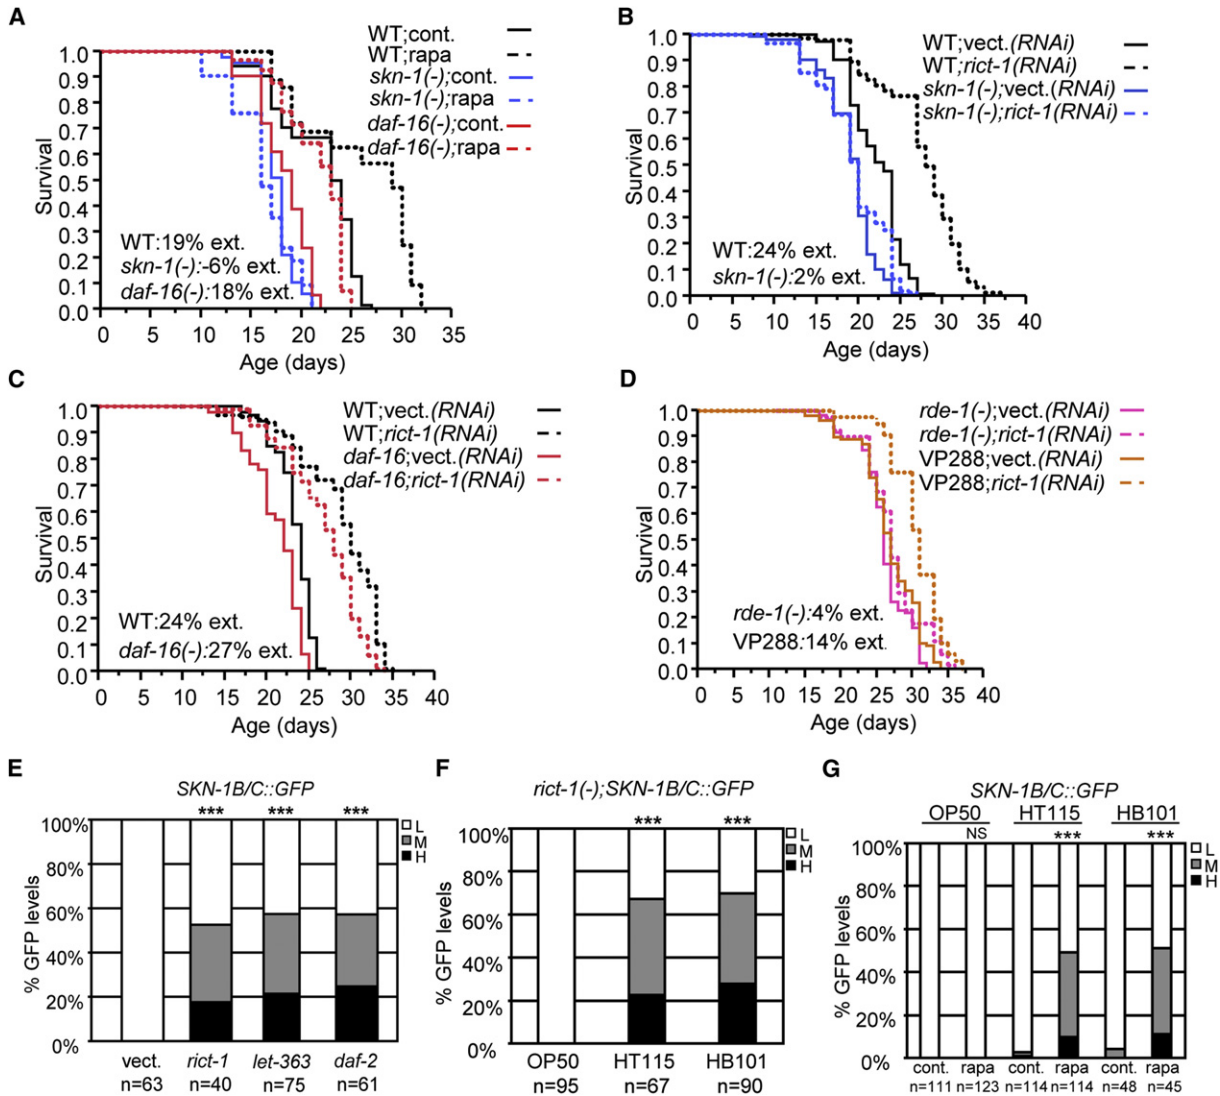 A
WT;cont.
WT;rapa
skn-1(-);cont.
skn-1(-);rapa
daf-16(-);cont.
daf-16(-);rapa
Survival
1.0
0.9
0.8
0.7
0.6
0.5
0.4
0.3
0.2
0.1
0.0
WT:19% ext.
skn-1(-):-6% ext.
daf-16(-):18% ext.
0 5 10 15 20 25 30 35
Age (days)
B
WT;vect.(RNAi)
WT;rict-1(RNAi)
skn-1(-);vect.(RNAi)
skn-1(-);rict-1(RNAi)
Survival
1.0
0.9
0.8
0.7
0.6
0.5
0.4
0.3
0.2
0.1
0.0
WT:24% ext.
skn-1(-):2% ext.
0 5 10 15 20 25 30 35 40
Age (days)
C
WT;vect.(RNAi)
WT;rict-1(RNAi)
daf-16;vect.(RNAi)
daf-16;rict-1(RNAi)
Survival
1.0
0.9
0.8
0.7
0.6
0.5
0.4
0.3
0.2
0.1
0.0
WT:24% ext.
daf-16(-):27% ext.
0 5 10 15 20 25 30 35 40
Age (days)
D
rde-1(-);vect.(RNAi)
rde-1(-);rict-1(RNAi)
VP288;vect.(RNAi)
VP288;rict-1(RNAi)
Survival
1.0
0.9
0.8
0.7
0.6
0.5
0.4
0.3
0.2
0.1
0.0
rde-1(-):4% ext.
VP288:14% ext.
0 5 10 15 20 25 30 35 40
Age (days)
E
SKN-1B/C::GFP
*** *** ***
L
M
H
% GFP levels
100%
80%
60%
40%
20%
0%
vect. rict-1 let-363 daf-2
n=63 n=40 n=75 n=61
F
rict-1(-);SKN-1B/C::GFP
*** ***
L
M
H
% GFP levels
100%
80%
60%
40%
20%
0%
OP50 HT115 HB101
n=95 n=67 n=90
G
SKN-1B/C::GFP
OP50 HT115 HB101
NS *** ***
L
M
H
% GFP levels
100%
80%
60%
40%
20%
0%
cont. rapa cont. rapa cont. rapa
n=111 n=123 n=114 n=114 n=48 n=45